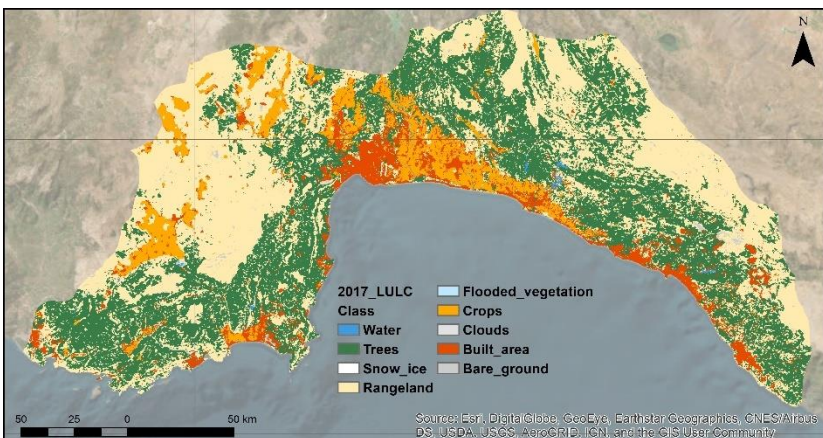 N
2017_LULC
Class
Water
Trees
Snow_ice
Rangeland
Flooded_vegetation
Crops
Clouds
Built_area
Bare_ground
50 25 0 50 km
Source: Esri, DigitalGlobe, GeoEye, Earthstar Geographics, CNES/Airbus
DS, USDA, USGS, AeroGRID, IGN, and the GIS User Community